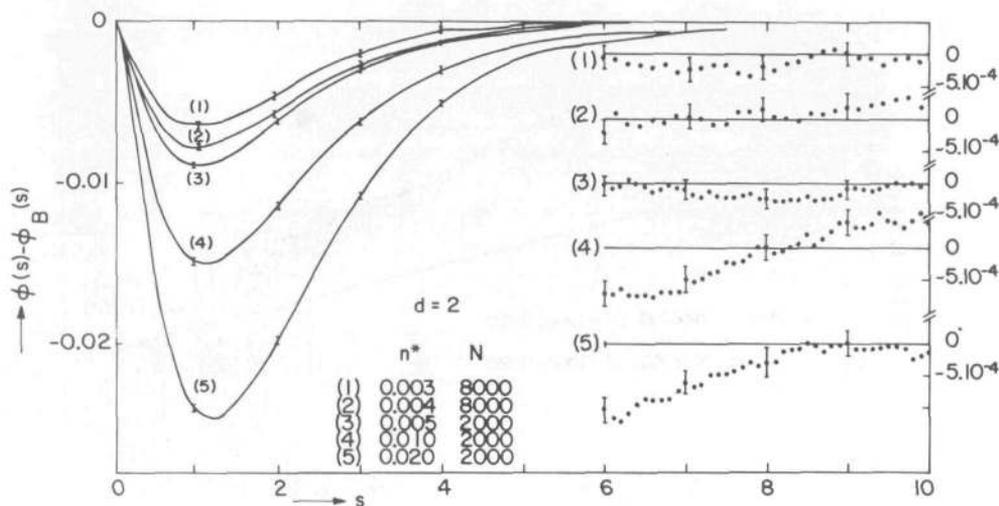 0
-0.01
-0.02
→ ϕ(s)-ϕ_B(s)
(1)
(2)
(3)
(4)
(5)
d = 2
n* N
(1) 0.003 8000
(2) 0.004 8000
(3) 0.005 2000
(4) 0.010 2000
(5) 0.020 2000
(1)
(2)
(3)
(4)
(5)
0
-5.10⁻⁴
0
5.10⁻⁴
0
-5.10⁻⁴
0
-5.10⁻⁴
0
-5.10⁻⁴
0 2 4 6 8 10
→ s